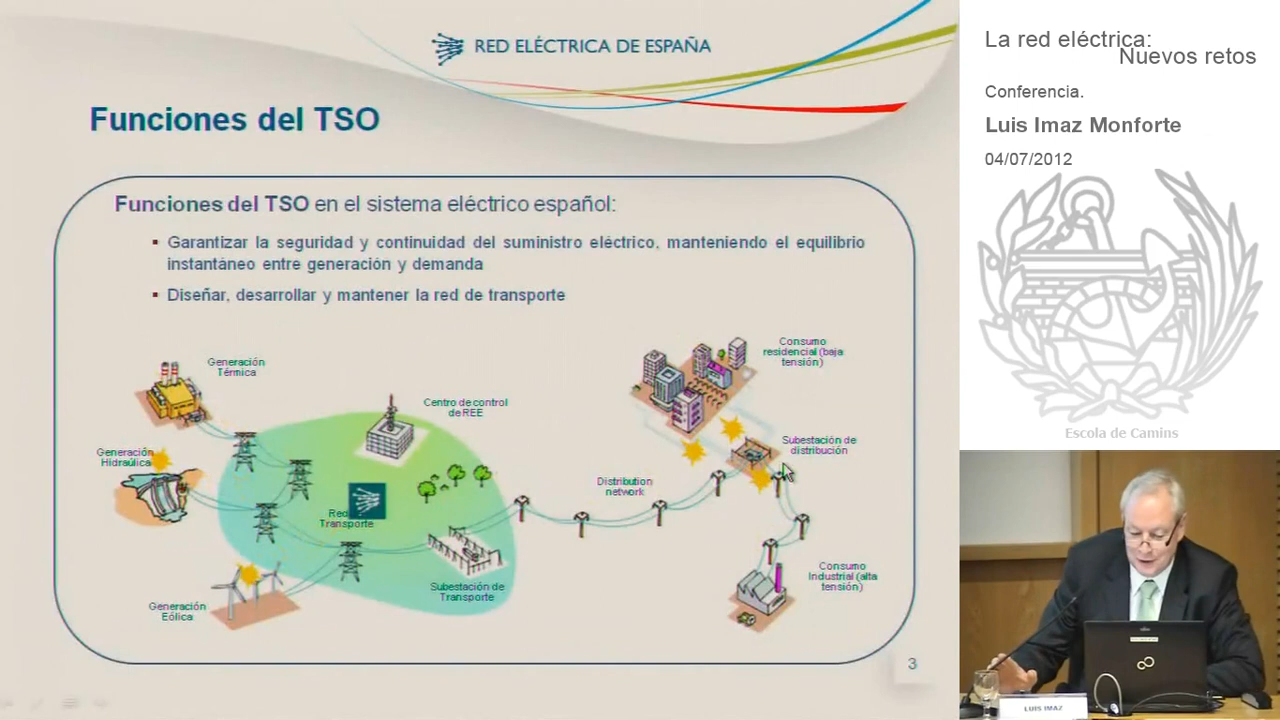 RED ELÉCTRICA DE ESPAÑA
Funciones del TSO
Funciones del TSO en el sistema eléctrico español:
Garantizar la seguridad y continuidad del suministro eléctrico, manteniendo el equilibrio
instantáneo entre generación y demanda
Diseñar, desarrollar y mantener la red de transporte
Generación
Térmica
Generación
Hidraúlica
Generación
Eólica
Centro de control
de REE
Red
Transporte
Subestación de
Transporte
Distribution
network
Consumo
residencial (baja
tensión)
Subestación de
distribución
Consumo
Industrial (alta
tensión)
3
La red eléctrica:
Nuevos retos
Conferencia.
Luis Imaz Monforte
04/07/2012
Escola de Camins
LUIS IMAZ